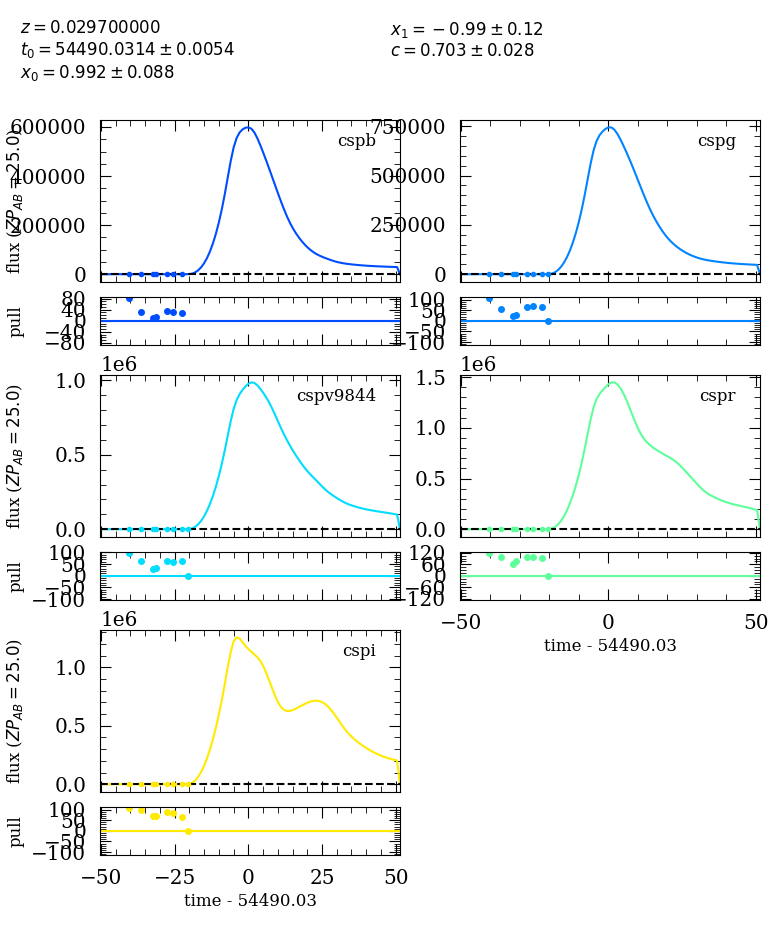 z = 0.029700000
t0 = 54490.0314 ± 0.0054
x0 = 0.992 ± 0.088
x1 = −0.99 ± 0.12
c = 0.703 ± 0.028
600000
400000
200000
0
flux (ZP_AB = 25.0)
cspb
750000
500000
250000
0
cspg
80
40
0
−40
−80
pull
100
50
0
−50
−100
1e6
1.0
0.5
0.0
flux (ZP_AB = 25.0)
cspv9844
1.5
1.0
0.5
0.0
cspr
100
50
0
−50
−100
pull
120
60
0
−60
−120
−50
0
50
time - 54490.03
1e6
1.0
0.5
0.0
flux (ZP_AB = 25.0)
cspi
100
50
0
−50
−100
pull
−50
−25
0
25
50
time - 54490.03